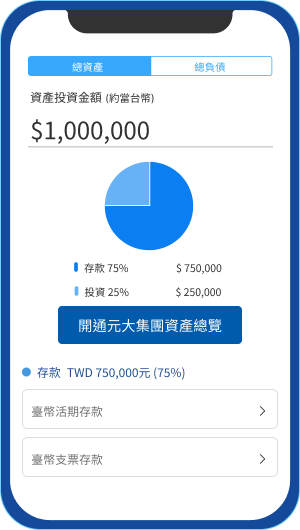 總資產 總負債
資產投資金額 (約當台幣)
$1,000,000
存款 75% $ 750,000
投資 25% $ 250,000
開通元大集團資產總覽
存款 TWD 750,000元 (75%)
臺幣活期存款
臺幣支票存款